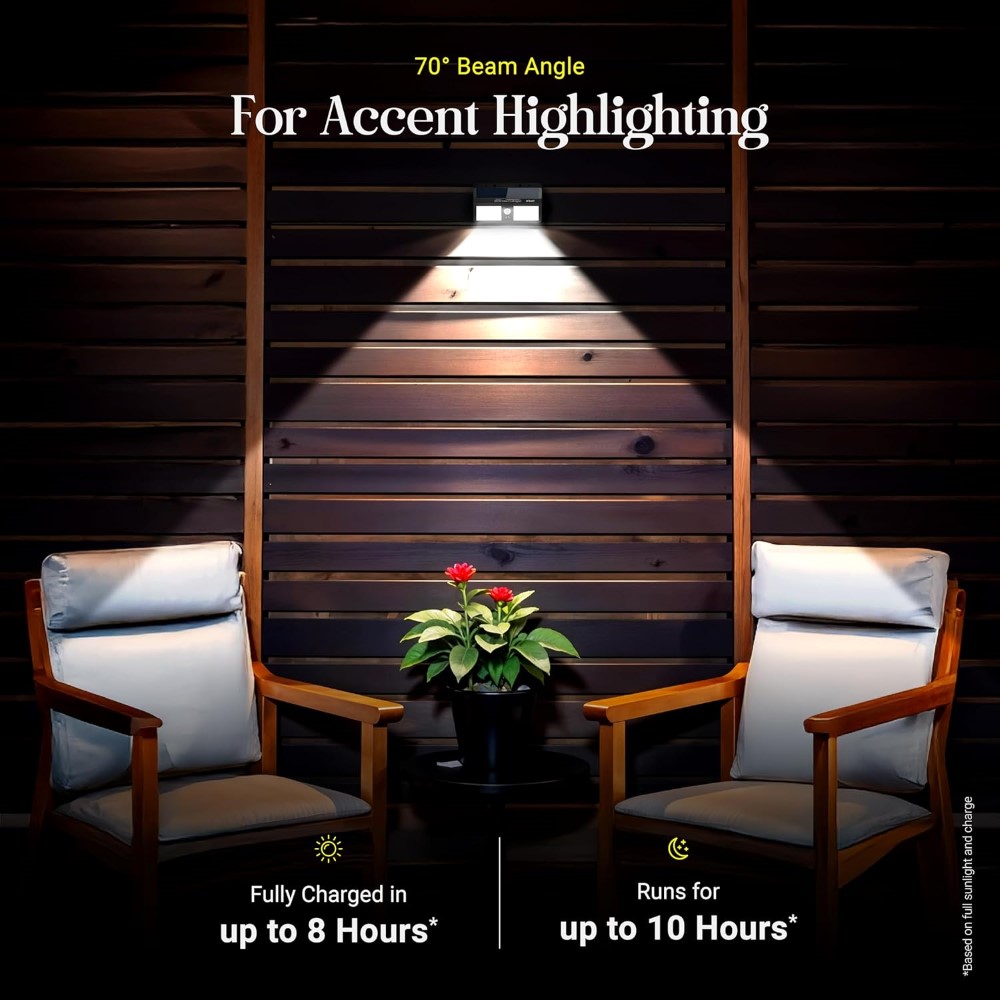 70° Beam Angle
For Accent Highlighting
Fully Charged in
up to 8 Hours*
Runs for
up to 10 Hours*
*Based on full sunlight and charge